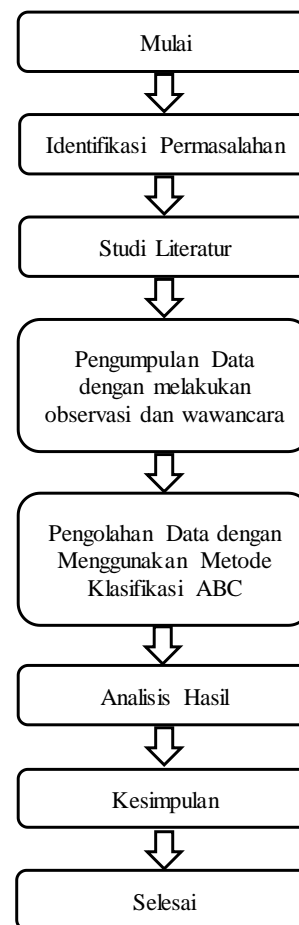 Mulai
Identifikasi Permasalahan
Studi Literatur
Pengumpulan Data
dengan melakukan
observasi dan wawancara
Pengolahan Data dengan
Menggunakan Metode
Klasifikasi ABC
Analisis Hasil
Kesimpulan
Selesai